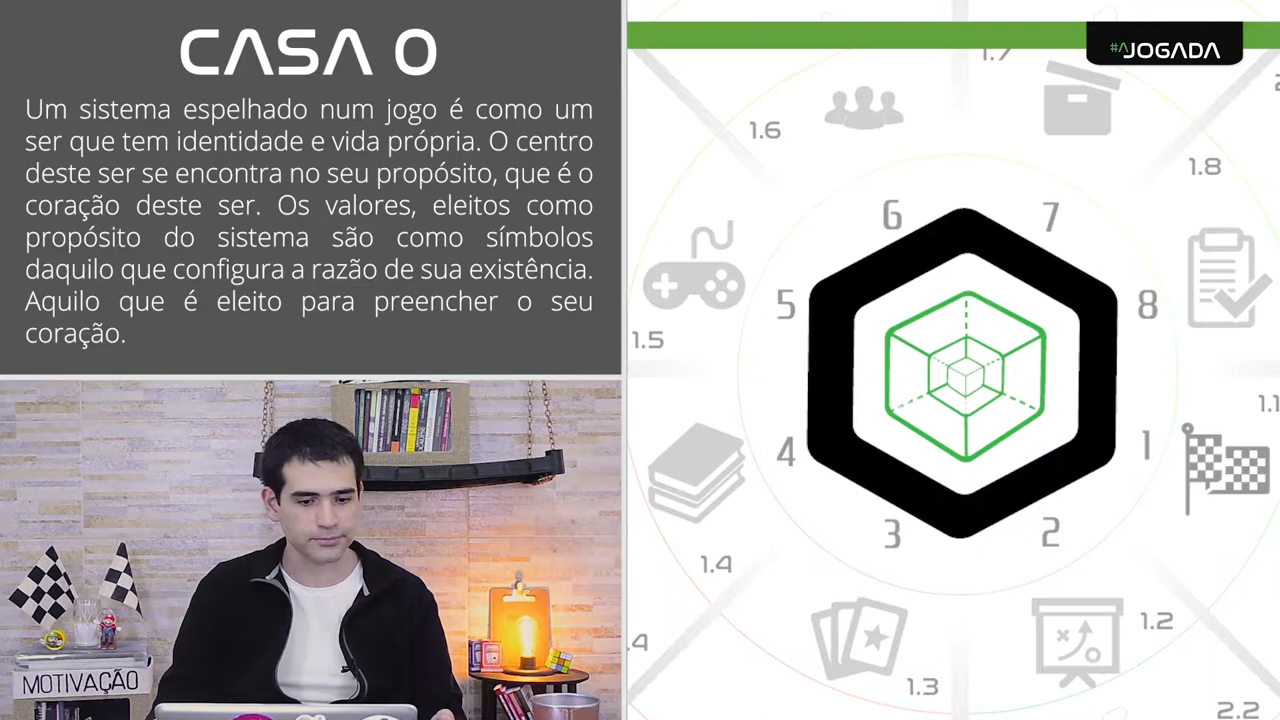 CASA 0
Um sistema espelhado num jogo é como um
ser que tem identidade e vida própria. O centro
deste ser se encontra no seu propósito, que é o
coração deste ser. Os valores, eleitos como
propósito do sistema são como símbolos
daquilo que configura a razão de sua existência.
Aquilo que é eleito para preencher o seu
coração.
#AJOGADA
1.7
1.6
1.8
6
7
5
8
1.5
4
1
3
2
1.4
1.2
1.3
2.2
MOTIVAÇÃO